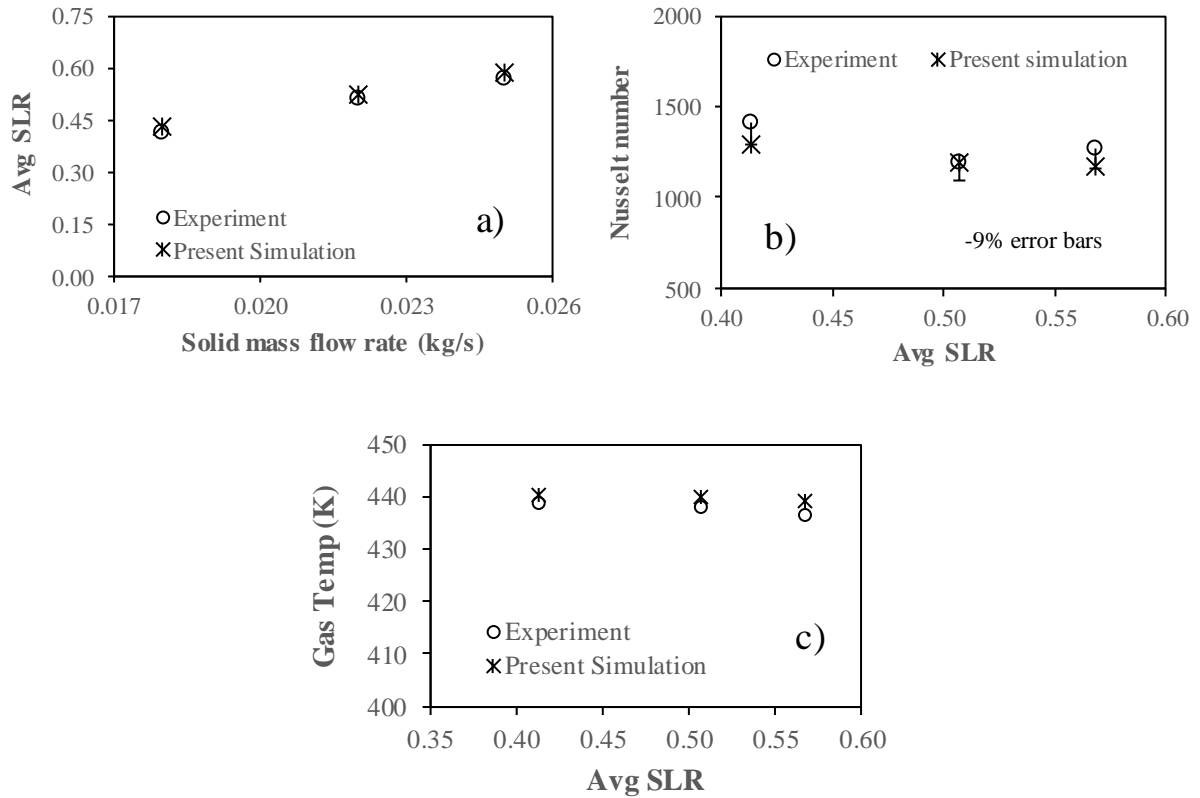 0.75
0.60
0.45
0.30
0.15
0.00
Avg SLR
Experiment
Present Simulation
a)
0.017
0.020
0.023
0.026
Solid mass flow rate (kg/s)
2000
1500
1000
500
Nusselt number
Experiment
Present simulation
b)
-9% error bars
0.40
0.45
0.50
0.55
0.60
Avg SLR
450
440
430
420
410
400
Gas Temp (K)
Experiment
Present Simulation
c)
0.35
0.40
0.45
0.50
0.55
0.60
Avg SLR